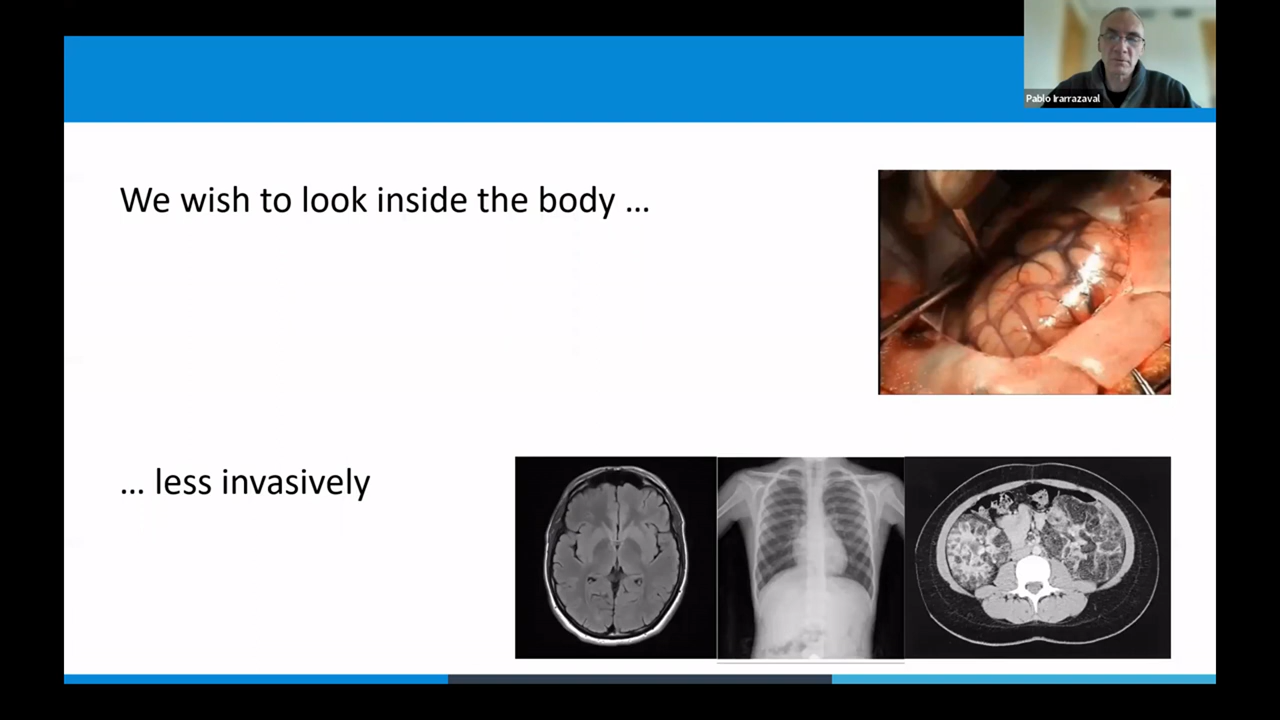 Pablo Irarrazaval
We wish to look inside the body ...
... less invasively